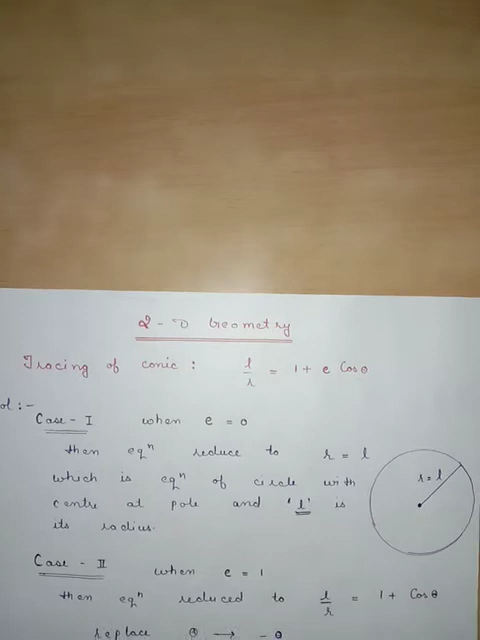 2 - D Geometry
Tracing of conic : l/r = 1 + e Cosθ
ol :-
Case - I when e = 0
then eqⁿ reduce to r = l
which is eqⁿ of circle with
centre at pole and 'l' is
its radius.
r = l
Case - II when e = 1
then eqⁿ reduced to l/r = 1 + Cosθ
replace θ → - θ